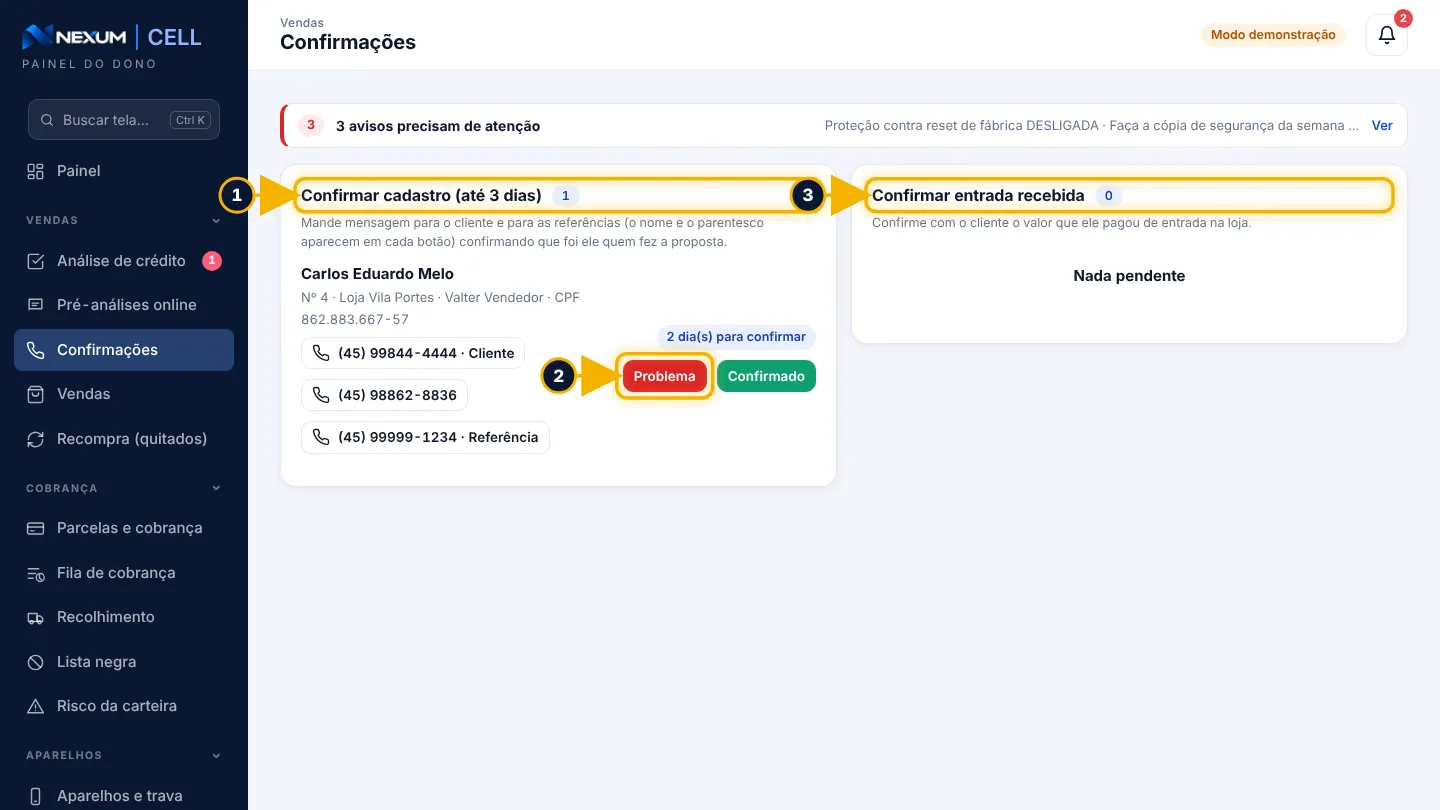 NEXUM | CELL
PAINEL DO DONO
Buscar tela... Ctrl K
Painel
VENDAS
Análise de crédito 1
Pré-análises online
Confirmações
Vendas
Recompra (quitados)
COBRANÇA
Parcelas e cobrança
Fila de cobrança
Recolhimento
Lista negra
Risco da carteira
APARELHOS
Aparelhos e trava
Vendas
Confirmações
Modo demonstração
2
3 3 avisos precisam de atenção
Proteção contra reset de fábrica DESLIGADA · Faça a cópia de segurança da semana ... Ver
1
Confirmar cadastro (até 3 dias) 1
Mande mensagem para o cliente e para as referências (o nome e o parentesco
aparecem em cada botão) confirmando que foi ele quem fez a proposta.
Carlos Eduardo Melo
Nº 4 · Loja Vila Portes · Valter Vendedor · CPF
862.883.667-57
(45) 99844-4444 · Cliente
(45) 98862-8836
(45) 99999-1234 · Referência
2 dia(s) para confirmar
2
Problema
Confirmado
3
Confirmar entrada recebida 0
Confirme com o cliente o valor que ele pagou de entrada na loja.
Nada pendente